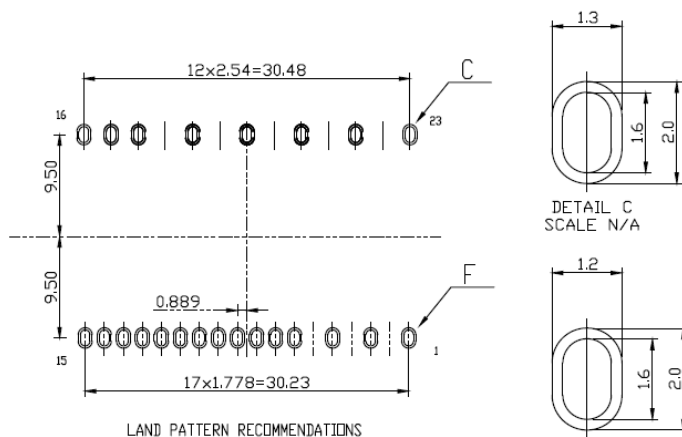 1.3
12x2.54=30.48
C
16
23
9.50
1.6
2.0
DETAIL C
SCALE N/A
9.50
0.889
F
1.2
15
1
17x1.778=30.23
1.6
2.0
LAND PATTERN RECOMMENDATIONS